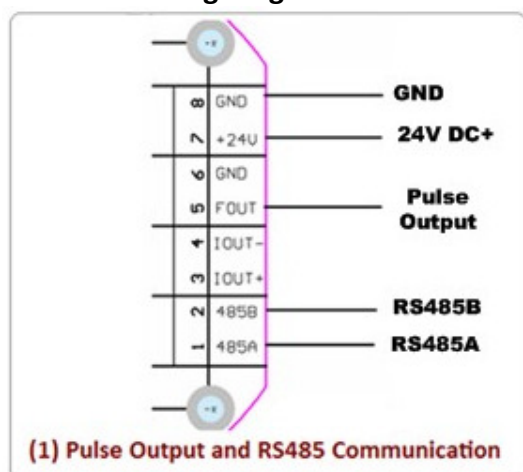 8 GND GND
7 +24V 24V DC+
6 GND
5 FOUT Pulse
Output
4 IOUT-
3 IOUT+
2 485B RS485B
1 485A RS485A
(1) Pulse Output and RS485 Communication